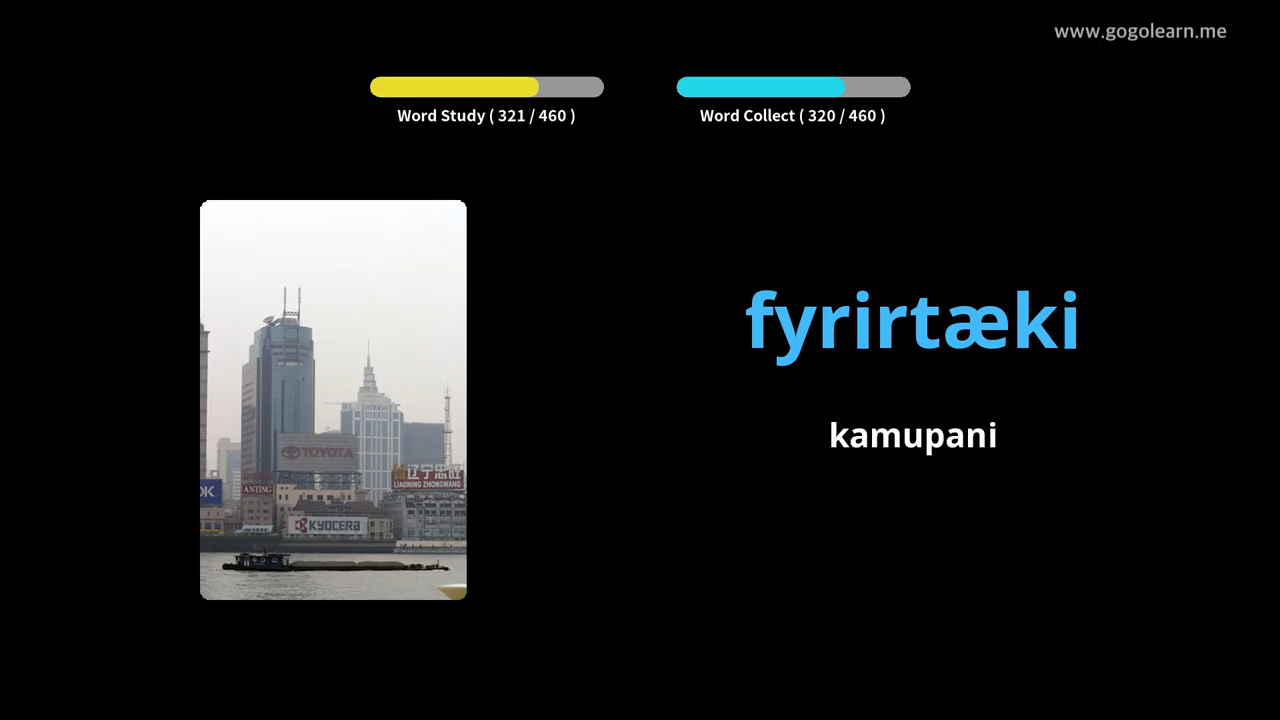 www.gogolearn.me
Word Study ( 321 / 460 )
Word Collect ( 320 / 460 )
fyrirtæki
kamupani
TOYOTA
辽宁忠旺
LIAONING ZHONGWANG
OK
ANTING
KYOCERA